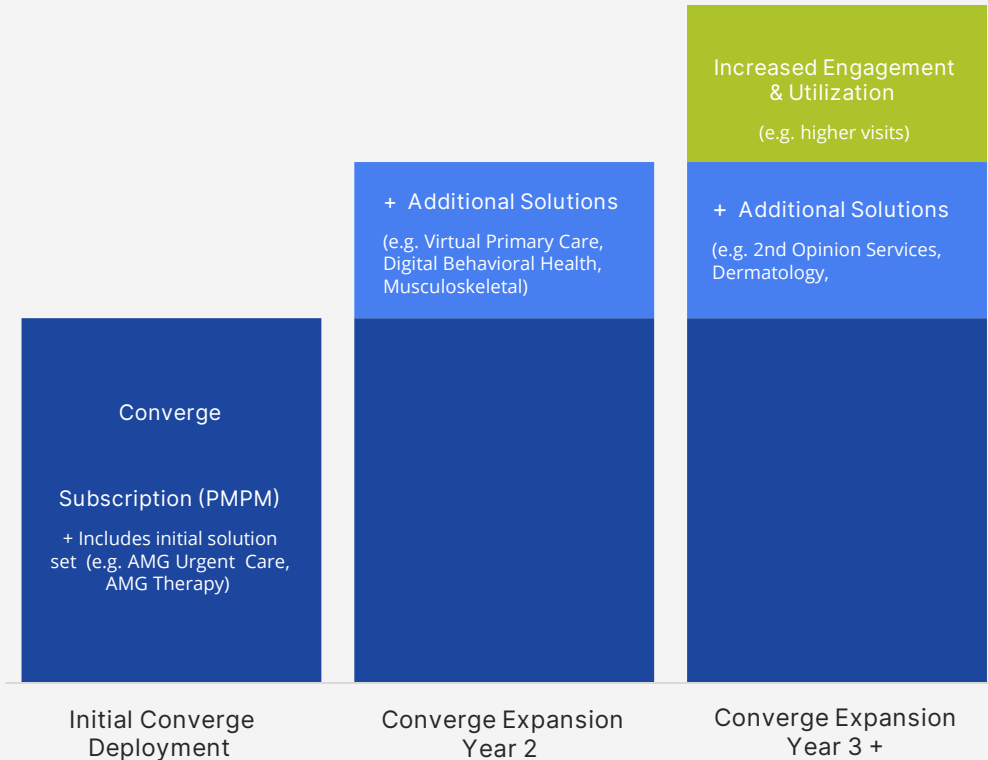 Increased Engagement
& Utilization
(e.g. higher visits)
+ Additional Solutions
(e.g. Virtual Primary Care,
Digital Behavioral Health,
Musculoskeletal)
+ Additional Solutions
(e.g. 2nd Opinion Services,
Dermatology,
Converge
Subscription (PMPM)
+ Includes initial solution
set (e.g. AMG Urgent Care,
AMG Therapy)
Initial Converge
Deployment
Converge Expansion
Year 2
Converge Expansion
Year 3 +